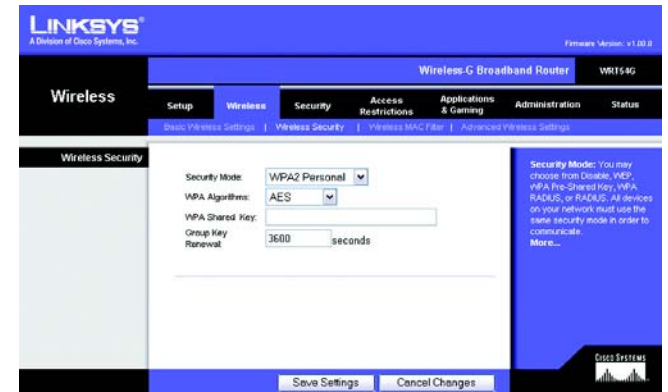 LINKSYS®
A Division of Cisco Systems, Inc.
Firmware Version: v1.00.0
Wireless-G Broadband Router WRT54G
Wireless
Setup Wireless Security Access Restrictions Applications & Gaming Administration Status
Basic Wireless Settings | Wireless Security | Wireless MAC Filter | Advanced Wireless Settings
Wireless Security
Security Mode: WPA2 Personal
WPA Algorithms: AES
WPA Shared Key:
Group Key Renewal: 3600 seconds
Security Mode: You may
choose from Disable, WEP,
WPA Pre-Shared Key, WPA
RADIUS, or RADIUS. All devices
on your network must use the
same security mode in order to
communicate.
More...
Save Settings Cancel Changes
CISCO SYSTEMS